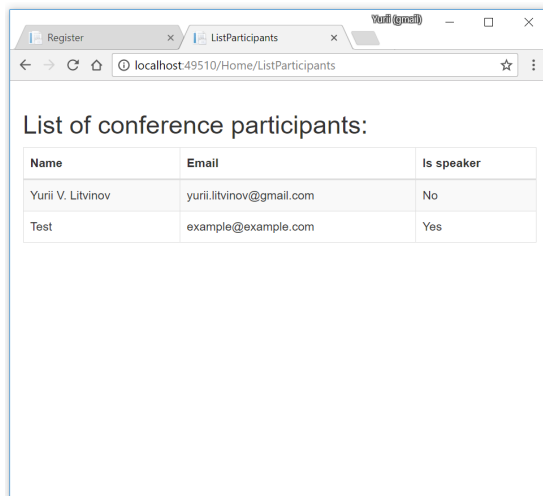 Yurii (gmail)
Register
ListParticipants
localhost:49510/Home/ListParticipants
List of conference participants:
Name Email Is speaker
Yurii V. Litvinov yurii.litvinov@gmail.com No
Test example@example.com Yes